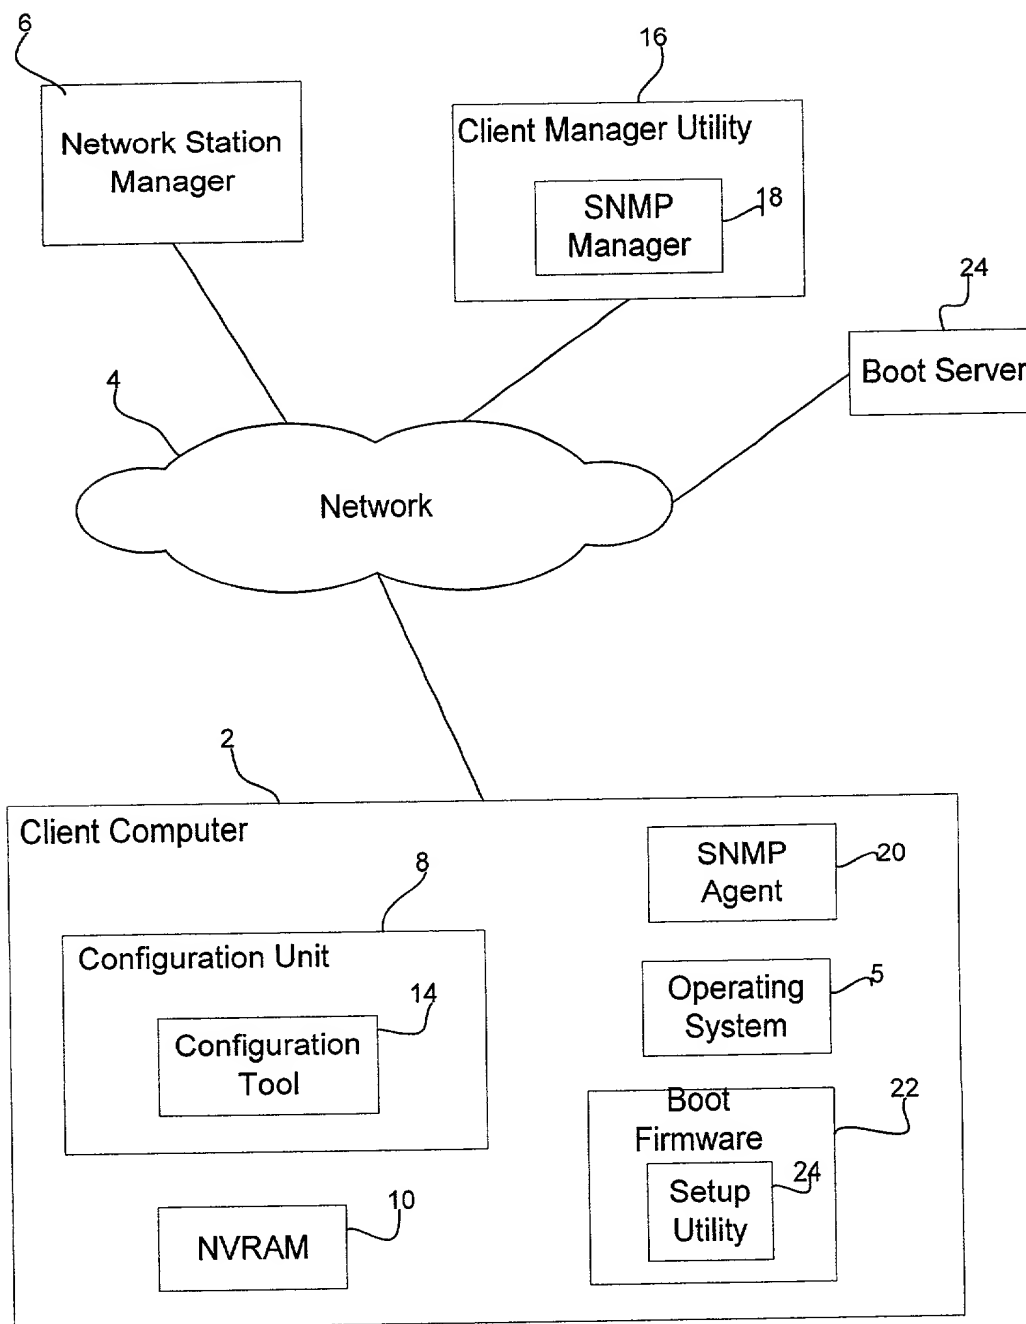 6
Network Station
Manager
16
Client Manager Utility
SNMP
Manager
18
24
Boot Server
4
Network
2
Client Computer
8
Configuration Unit
14
Configuration
Tool
10
NVRAM
SNMP
Agent
20
Operating
System
5
Boot
Firmware
22
Setup
Utility
24